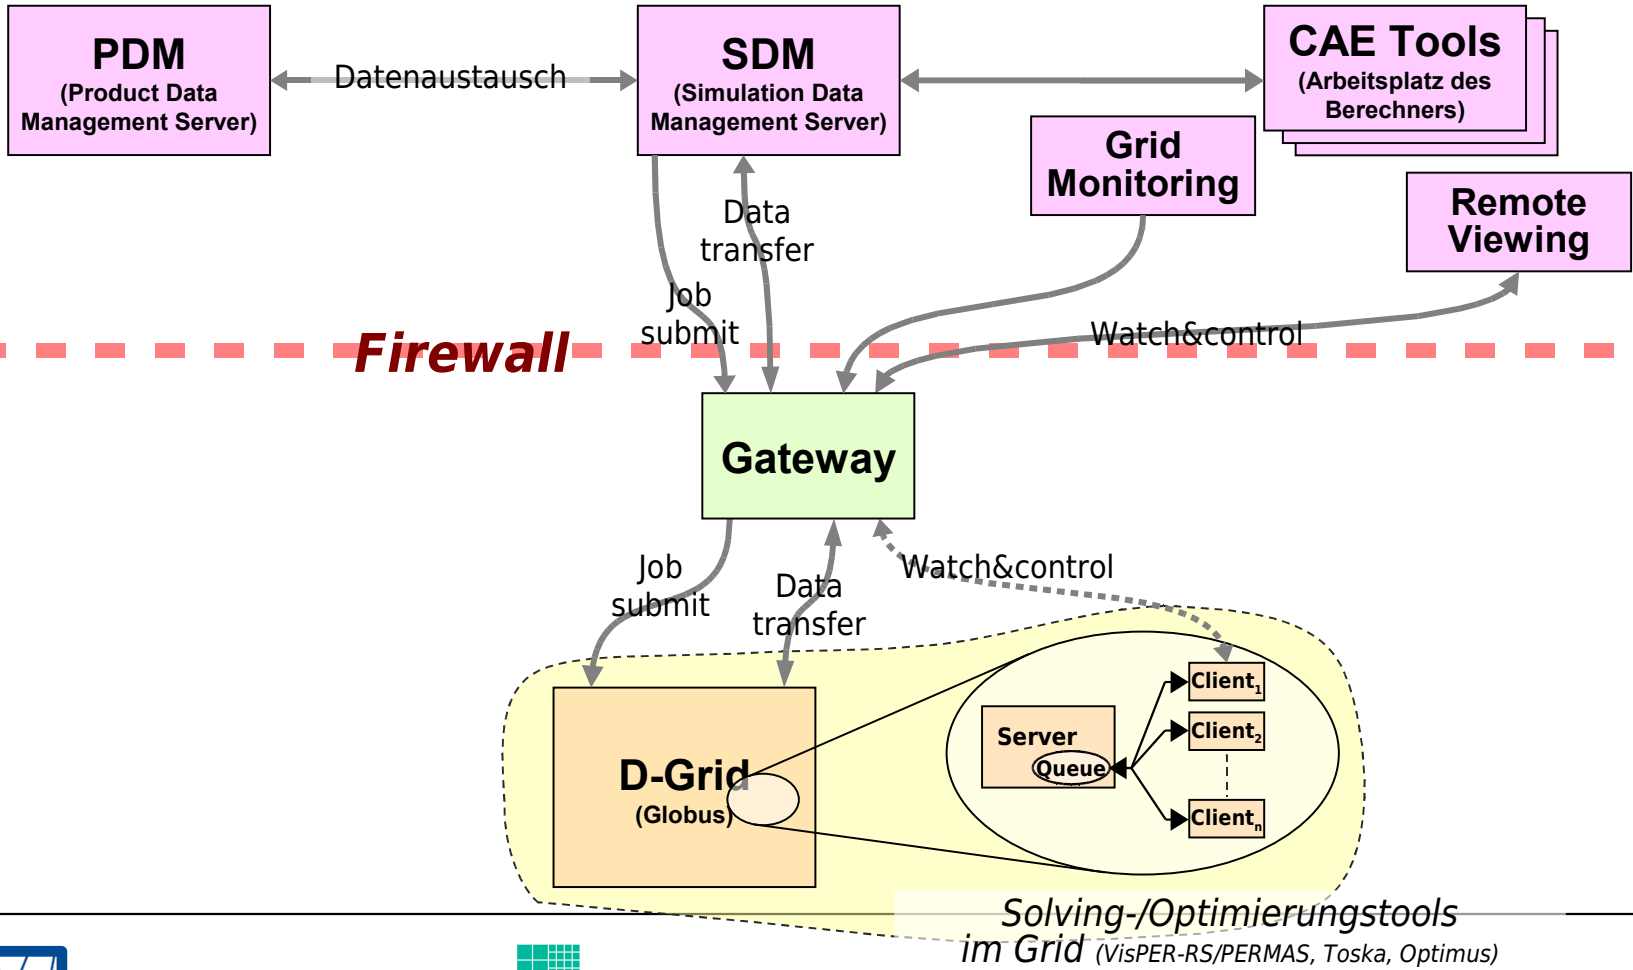 PDM
(Product Data
Management Server)
Datenaustausch
SDM
(Simulation Data
Management Server)
CAE Tools
(Arbeitsplatz des
Berechners)
Grid
Monitoring
Remote
Viewing
Data
transfer
Job
submit
Watch&control
Firewall
Gateway
Job
submit
Data
transfer
Watch&control
D-Grid
(Globus)
Server
Queue
Client1
Client2
Clientn
Solving-/Optimierungstools
im Grid (VisPER-RS/PERMAS, Toska, Optimus)